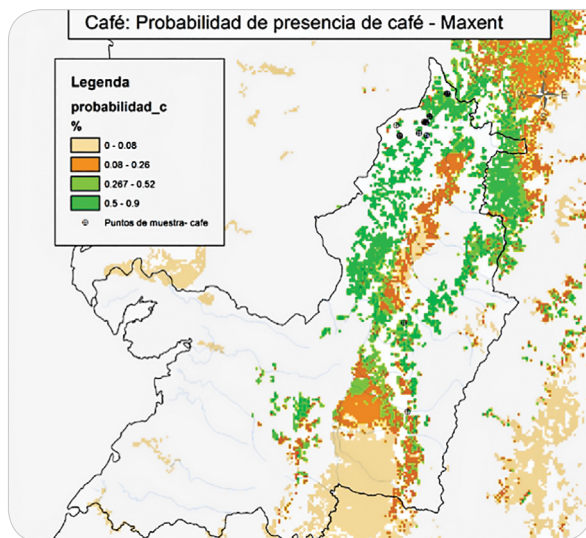 Café: Probabilidad de presencia de café - Maxent
Legenda
probabilidad_c
%
0 - 0.08
0.08 - 0.26
0.267 - 0.52
0.5 - 0.9
Puntos de muestra- cafe
N
W E
S